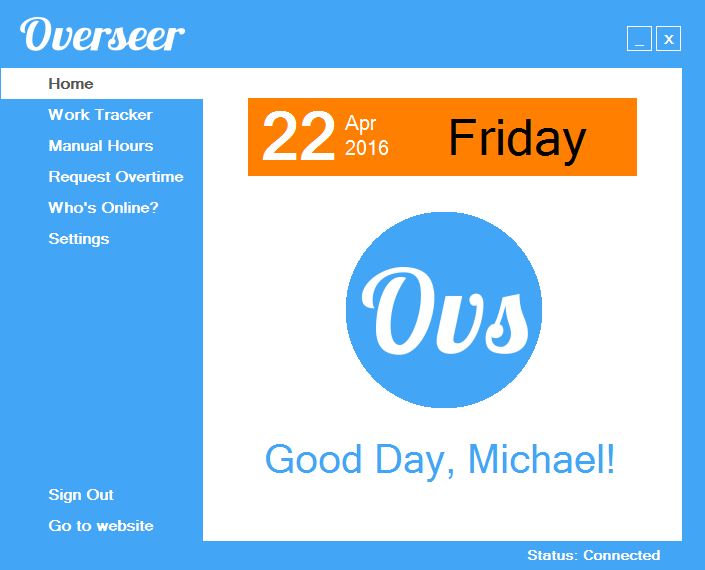 Overseer
_ x
Home
Work Tracker
Manual Hours
Request Overtime
Who's Online?
Settings
22 Apr 2016 Friday
Ovs
Good Day, Michael!
Sign Out
Go to website
Status: Connected